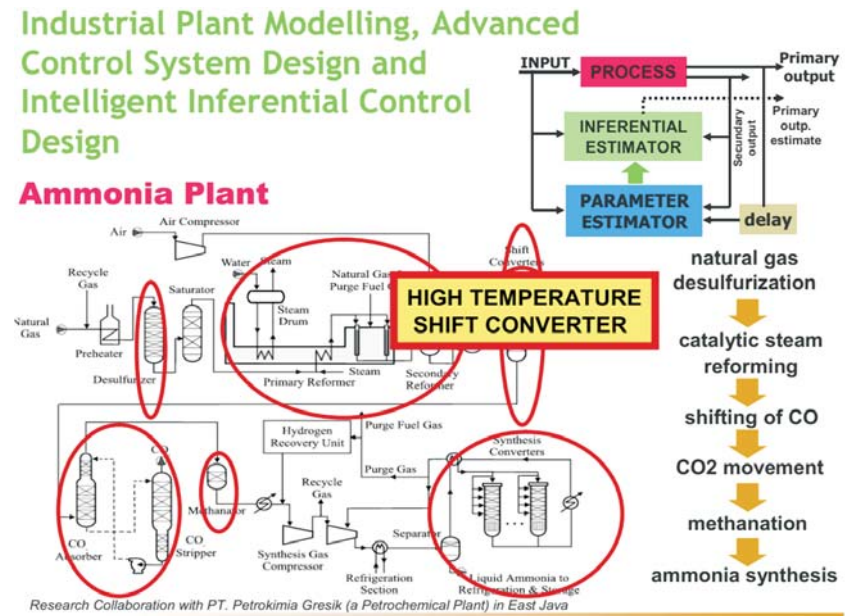 Industrial Plant Modelling, Advanced
Control System Design and
Intelligent Inferential Control
Design
INPUT
PROCESS
Primary
output
INFERENTIAL
ESTIMATOR
Secundary
output
Primary
outp.
estimate
PARAMETER
ESTIMATOR
delay
Ammonia Plant
Air Compressor
Air
Recycle
Gas
Natural
Gas
Preheater
Desulfurizer
Saturator
Water
Steam
Steam
Drum
Natural Gas
Purge Fuel
Primary Reformer
Steam
Secondary
Reformer
Shift
Converters
HIGH TEMPERATURE
SHIFT CONVERTER
CO
Adsorber
CO
CO
Stripper
Methanator
Hydrogen
Recovery Unit
Purge Fuel Gas
Purge Gas
Recycle
Gas
Synthesis Gas
Compressor
Refrigeration
Section
Separator
Synthesis
Converters
Liquid Ammonia to
Refrigeration & Storage
natural gas
desulfurization
catalytic steam
reforming
shifting of CO
CO2 movement
methanation
ammonia synthesis
Research Collaboration with PT. Petrokimia Gresik (a Petrochemical Plant) in East Java